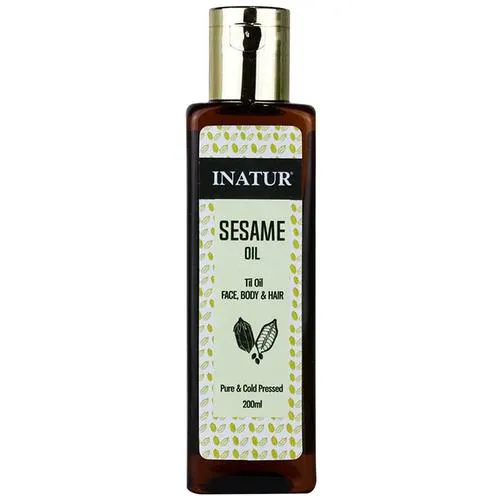 INATUR®
SESAME
OIL
Til Oil
FACE, BODY & HAIR
Pure & Cold Pressed
200ml